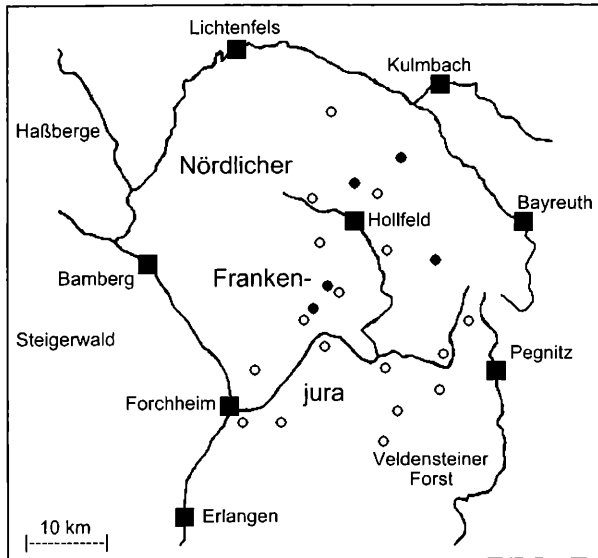 Lichtenfels
Kulmbach
Haßberge
Nördlicher
Bayreuth
Hollfeld
Bamberg
Franken-
Steigerwald
Pegnitz
jura
Forchheim
Veldensteiner
Forst
Erlangen
10 km